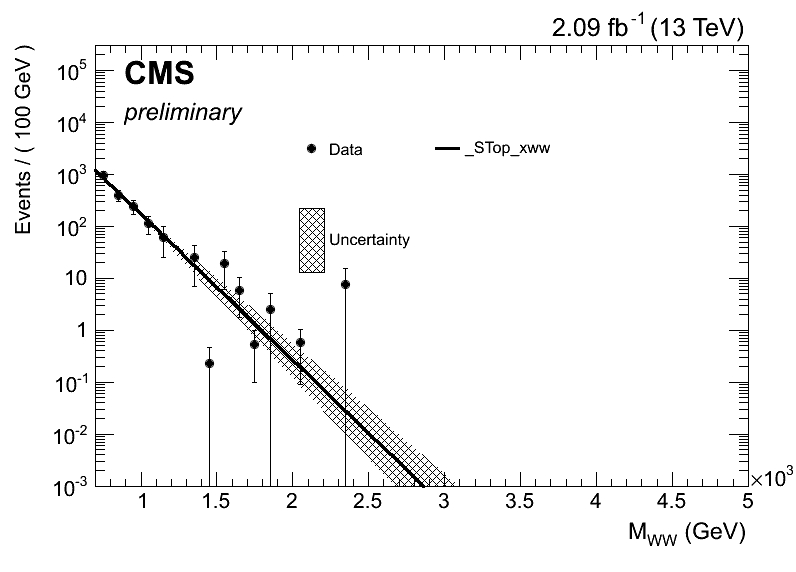 2.09 fb⁻¹ (13 TeV)
CMS
preliminary
Data
_STop_xww
Uncertainty
Events / ( 100 GeV )
10⁵
10⁴
10³
10²
10
1
10⁻¹
10⁻²
10⁻³
1 1.5 2 2.5 3 3.5 4 4.5 5
×10³
M_WW (GeV)